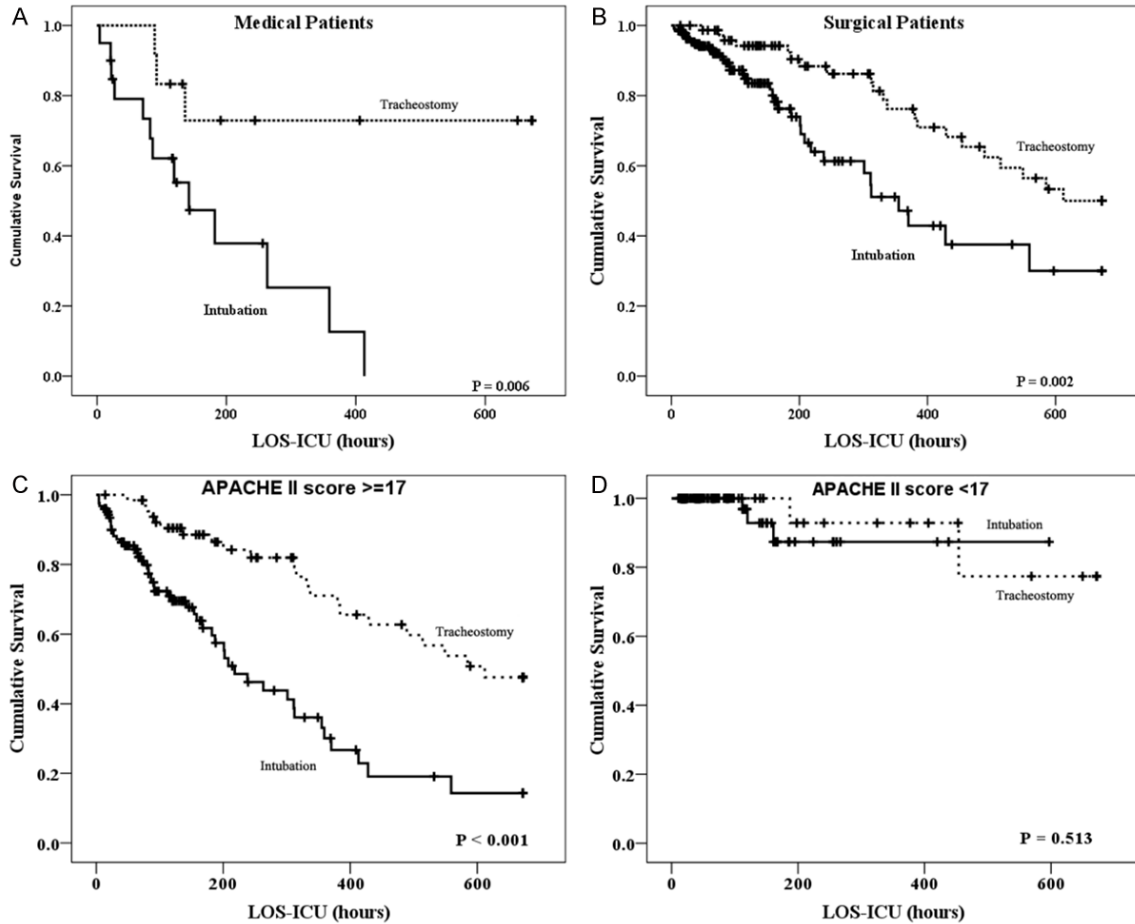 A
Medical Patients
1.0
0.8
0.6
0.4
0.2
0.0
Cumulative Survival
Tracheostomy
Intubation
P = 0.006
0 200 400 600
LOS-ICU (hours)
B
Surgical Patients
1.0
0.8
0.6
0.4
0.2
0.0
Cumulative Survival
Tracheostomy
Intubation
P = 0.002
0 200 400 600
LOS-ICU (hours)
C
APACHE II score >=17
1.0
0.8
0.6
0.4
0.2
0.0
Cumulative Survival
Tracheostomy
Intubation
P < 0.001
0 200 400 600
LOS-ICU (hours)
D
APACHE II score <17
1.0
0.8
0.6
0.4
0.2
0.0
Cumulative Survival
Intubation
Tracheostomy
P = 0.513
0 200 400 600
LOS-ICU (hours)